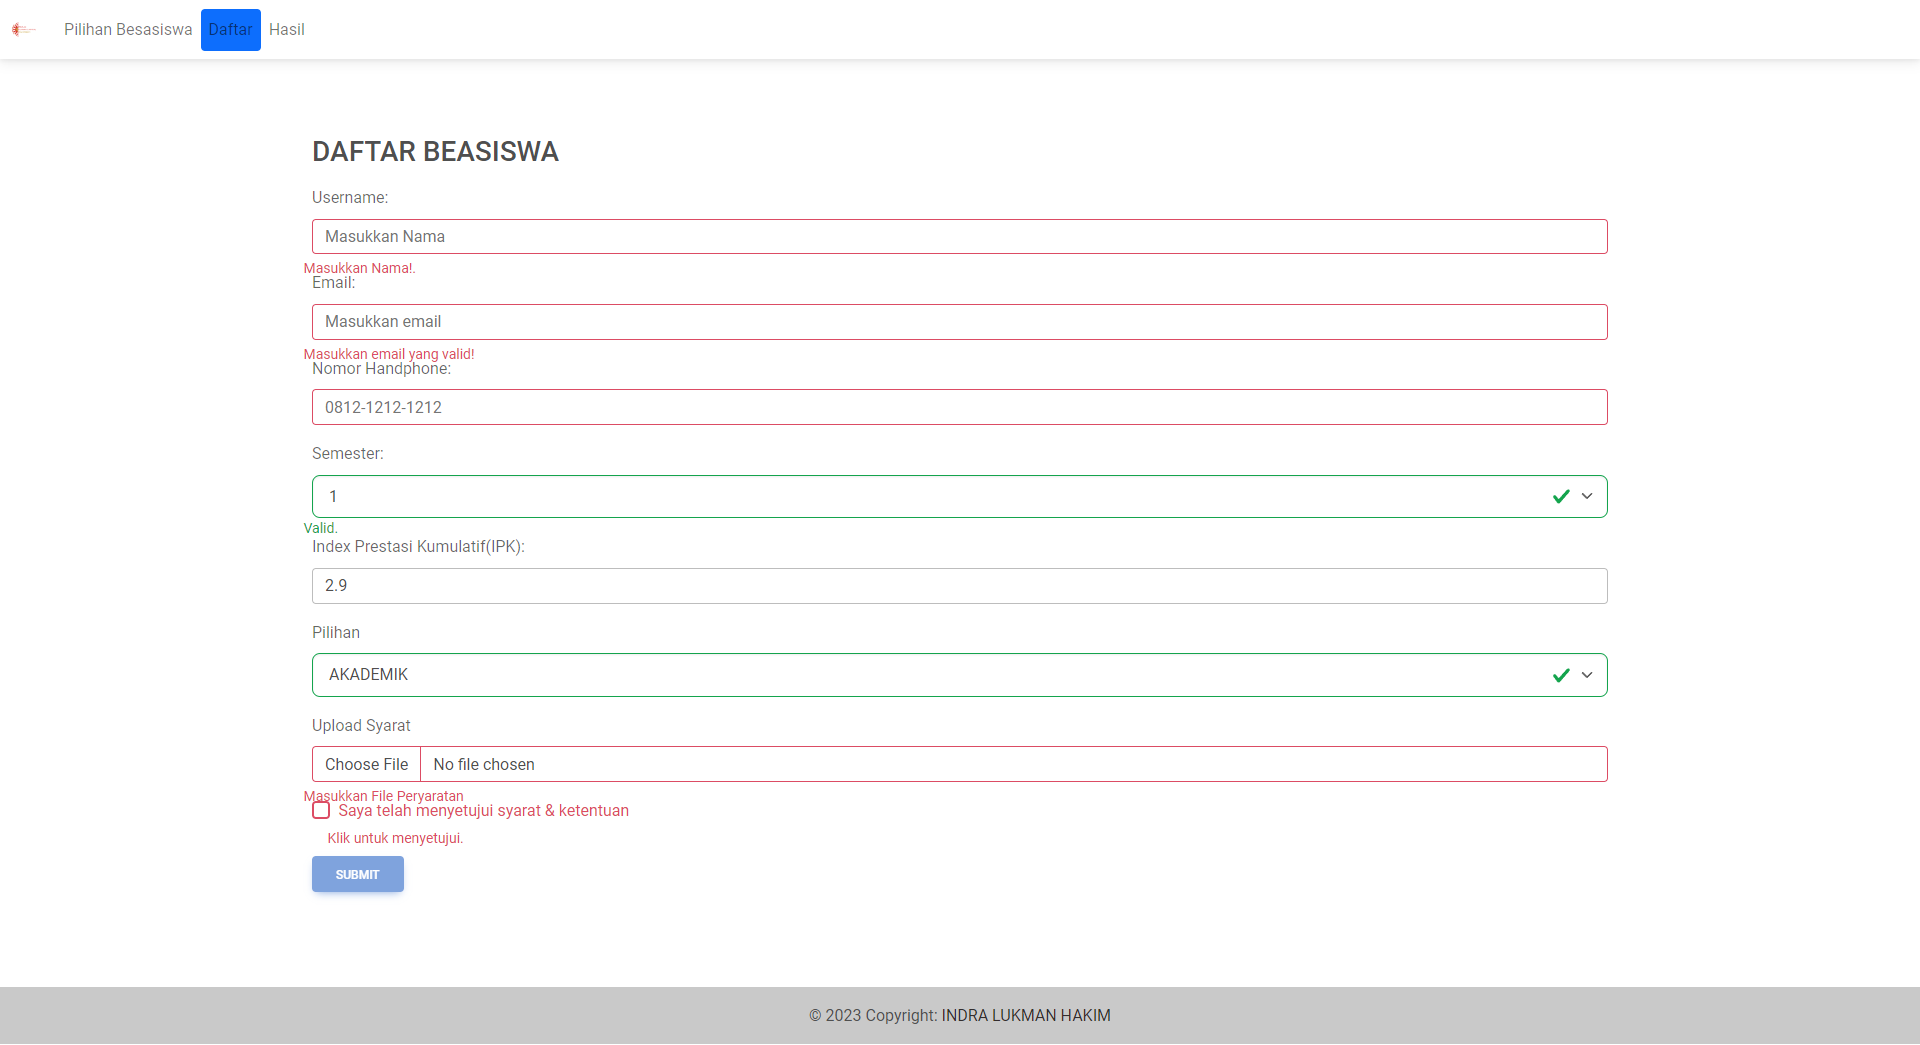 Pilihan Besasiswa Daftar Hasil
DAFTAR BEASISWA
Username:
Masukkan Nama
Masukkan Nama!.
Email:
Masukkan email
Masukkan email yang valid!
Nomor Handphone:
0812-1212-1212
Semester:
1
Valid.
Index Prestasi Kumulatif(IPK):
2.9
Pilihan
AKADEMIK
Upload Syarat
Choose File No file chosen
Masukkan File Peryaratan
Saya telah menyetujui syarat & ketentuan
Klik untuk menyetujui.
SUBMIT
© 2023 Copyright: INDRA LUKMAN HAKIM